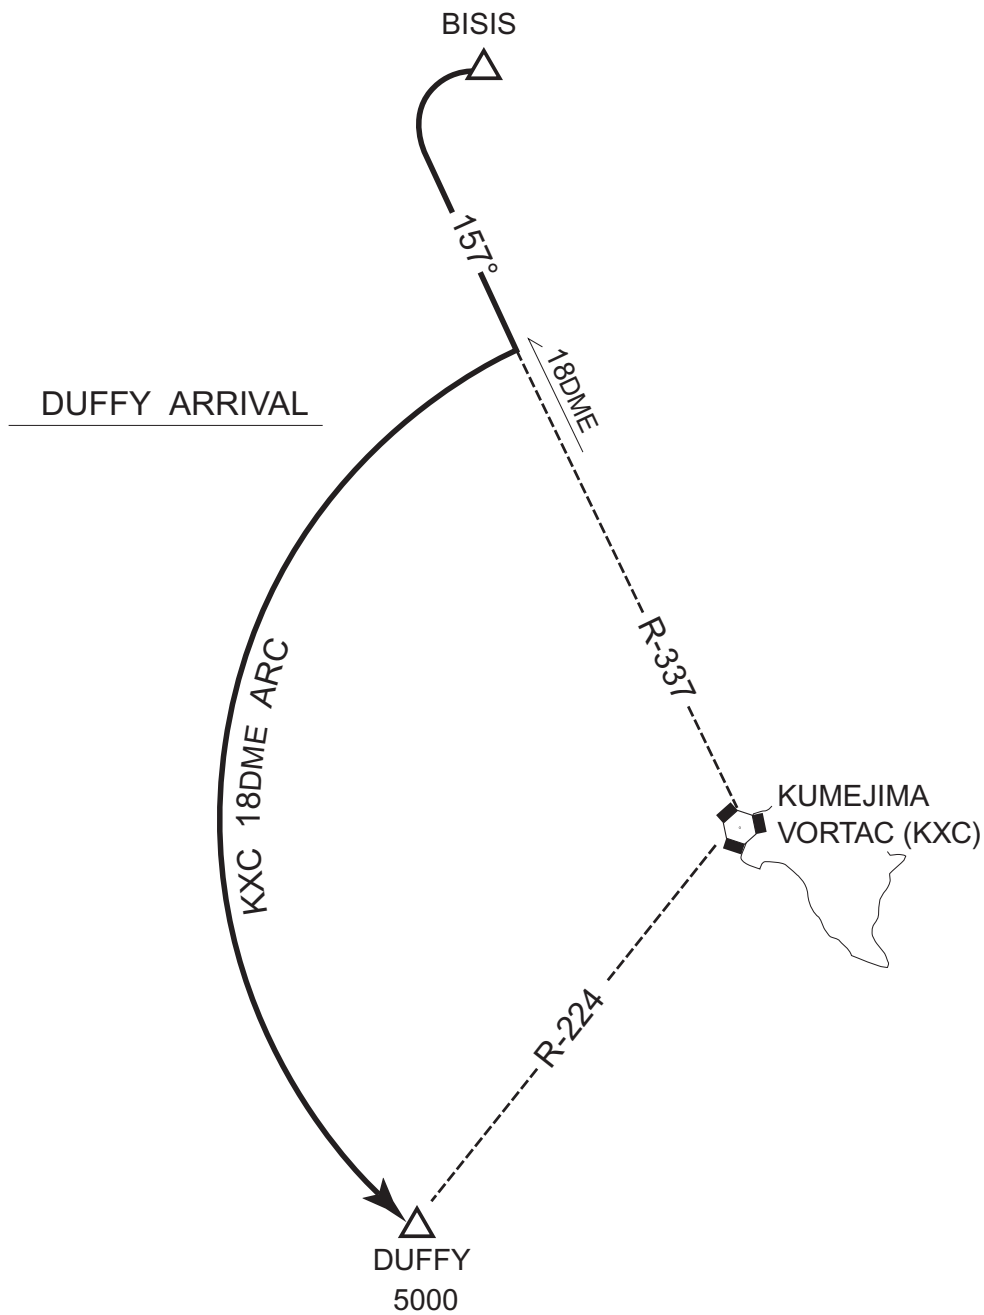 BISIS
157°
18DME
DUFFY ARRIVAL
KXC 18DME ARC
R-337
KUMEJIMA
VORTAC (KXC)
R-224
DUFFY
5000